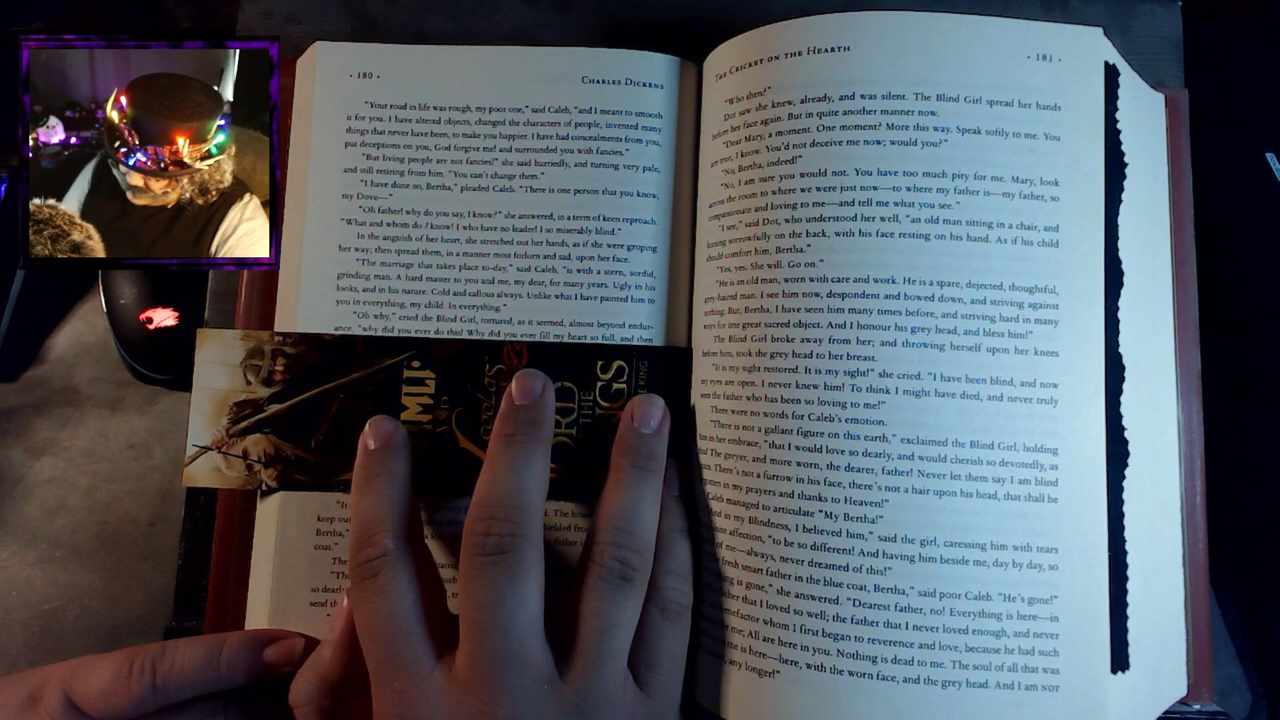 · 180 ·
CHARLES DICKENS
"Your road in life was rough, my poor one," said Caleb, "and I meant to smooth
it for you. I have altered objects, changed the characters of people, invented many
things that never have been, to make you happier. I have had concealments from you,
put deceptions on you, God forgive me! and surrounded you with fancies."
"But living people are not fancies!" she said hurriedly, and turning very pale,
and still retiring from him. "You can't change them."
"I have done so, Bertha," pleaded Caleb. "There is one person that you know,
my Dove—"
"Oh father! why do you say, I know?" she answered, in a term of keen reproach.
"What and whom do I know! I who have no leader! I so miserably blind."
In the anguish of her heart, she stretched out her hands, as if she were groping
her way; then spread them, in a manner most forlorn and sad, upon her face.
"The marriage that takes place to-day," said Caleb, "is with a stern, sordid,
grinding man. A hard master to you and me, my dear, for many years. Ugly in his
looks, and in his nature. Cold and callous always. Unlike what I have painted him to
you in everything, my child. In everything."
"Oh why," cried the Blind Girl, tortured, as it seemed, almost beyond endur-
ance, "why did you ever do this! Why did you ever fill my heart so full, and then
IMLI
ORD
THE
NGS
KING
"It
keep out
Bertha,"
coat."
The
so dearl
send th
THE CRICKET ON THE HEARTH
· 181 ·
"Who then?"
Dot saw she knew, already, and was silent. The Blind Girl spread her hands
before her face again. But in quite another manner now.
"Dear Mary, a moment. One moment? More this way. Speak softly to me. You
are true, I know. You'd not deceive me now; would you?"
"No, Bertha, indeed!"
"No, I am sure you would not. You have too much pity for me. Mary, look
across the room to where we were just now—to where my father is—my father, so
compassionate and loving to me—and tell me what you see."
"I see," said Dot, who understood her well, "an old man sitting in a chair, and
leaning sorrowfully on the back, with his face resting on his hand. As if his child
should comfort him, Bertha."
"Yes, yes. She will. Go on."
"He is an old man, worn with care and work. He is a spare, dejected, thoughtful,
grey-haired man. I see him now, despondent and bowed down, and striving against
nothing. But, Bertha, I have seen him many times before, and striving hard in many
ways for one great sacred object. And I honour his grey head, and bless him!"
The Blind Girl broke away from her; and throwing herself upon her knees
before him, took the grey head to her breast.
"It is my sight restored. It is my sight!" she cried. "I have been blind, and now
my eyes are open. I never knew him! To think I might have died, and never truly
seen the father who has been so loving to me!"
There were no words for Caleb's emotion.
"There is not a gallant figure on this earth," exclaimed the Blind Girl, holding
him in her embrace, "that I would love so dearly, and would cherish so devotedly, as
this! The greyer, and more worn, the dearer, father! Never let them say I am blind
again. There's not a furrow in his face, there's not a hair upon his head, that shall be
forgotten in my prayers and thanks to Heaven!"
Caleb managed to articulate "My Bertha!"
"And in my Blindness, I believed him," said the girl, caressing him with tears
affection, "to be so different! And having him beside me, day by day, so
of me—always, never dreamed of this!"
fresh smart father in the blue coat, Bertha," said poor Caleb. "He's gone!"
ing is gone," she answered. "Dearest father, no! Everything is here—in
ther that I loved so well; the father that I never loved enough, and never
nefactor whom I first began to reverence and love, because he had such
me; All are here in you. Nothing is dead to me. The soul of all that was
me is here—here, with the worn face, and the grey head. And I am NOT
any longer!"